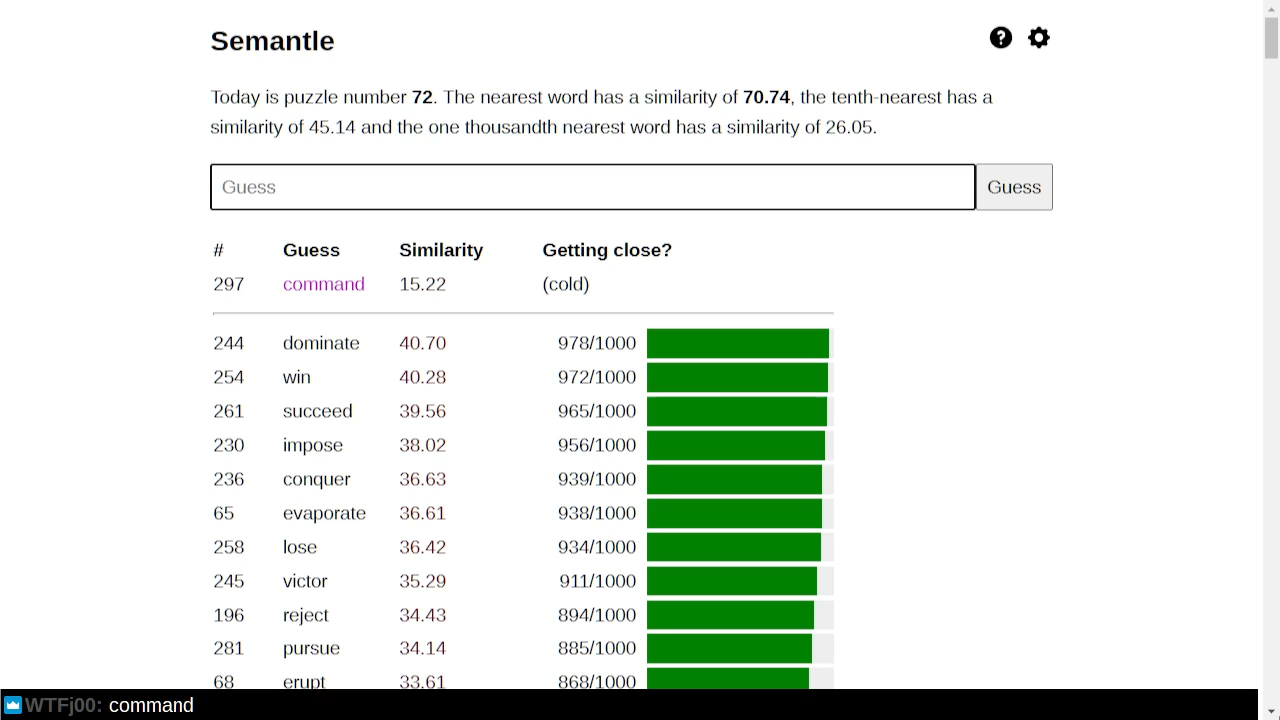 Semantle
Today is puzzle number 72. The nearest word has a similarity of 70.74, the tenth-nearest has a
similarity of 45.14 and the one thousandth nearest word has a similarity of 26.05.
Guess Guess
# Guess Similarity Getting close?
297 command 15.22 (cold)
244 dominate 40.70 978/1000
254 win 40.28 972/1000
261 succeed 39.56 965/1000
230 impose 38.02 956/1000
236 conquer 36.63 939/1000
65 evaporate 36.61 938/1000
258 lose 36.42 934/1000
245 victor 35.29 911/1000
196 reject 34.43 894/1000
281 pursue 34.14 885/1000
68 erupt 33.61 868/1000
WTFj00: command